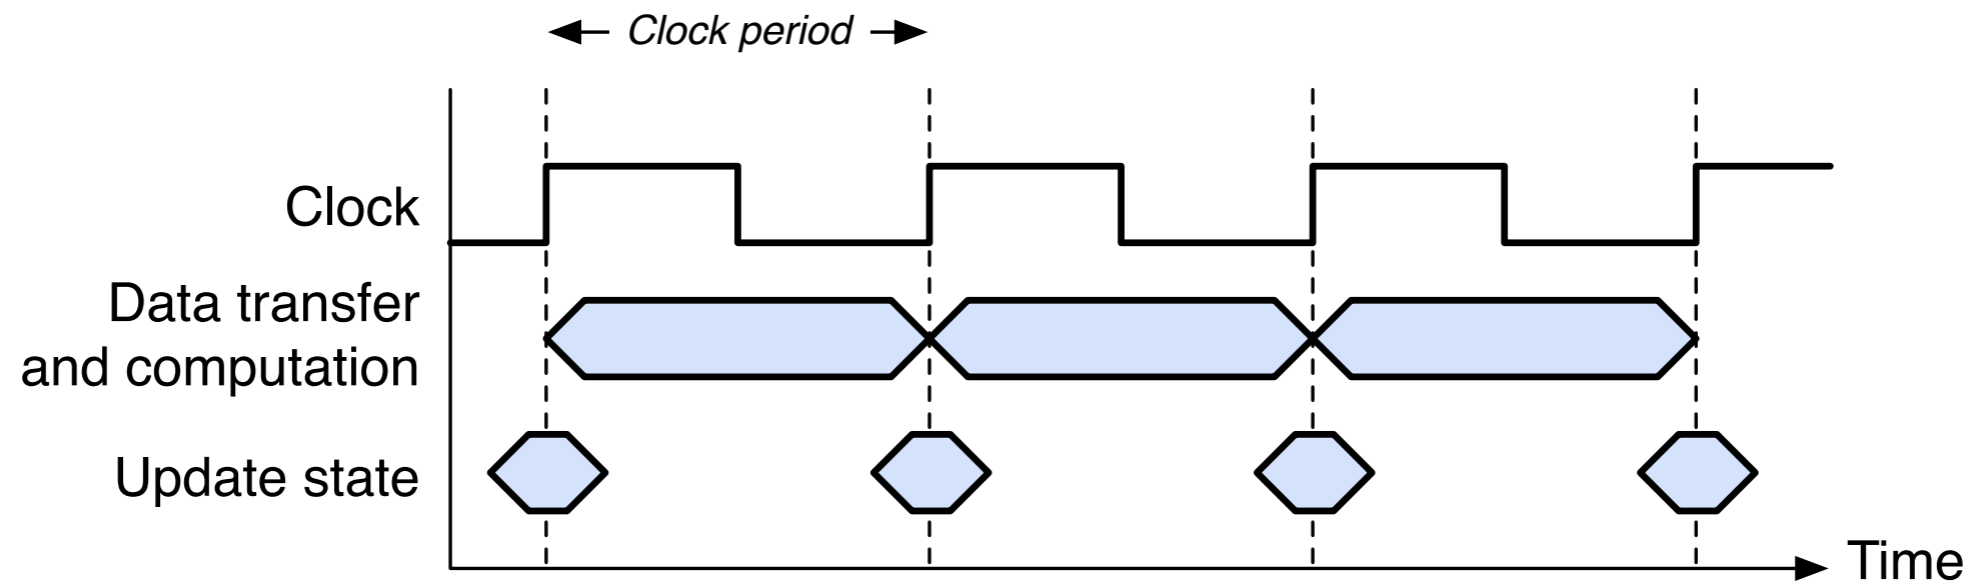 Clock period
Clock
Data transfer
and computation
Update state
Time